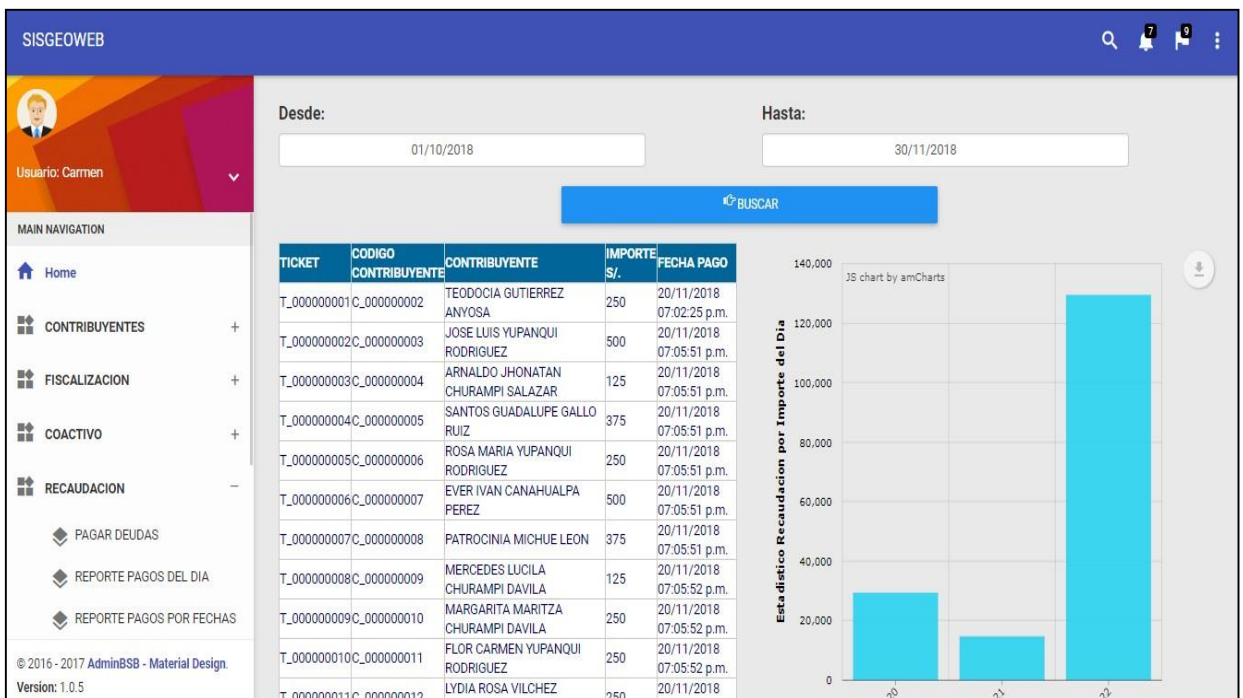 SISGEOWEB
7
9
Usuario: Carmen
MAIN NAVIGATION
Home
CONTRIBUYENTES +
FISCALIZACION +
COACTIVO +
RECAUDACION −
PAGAR DEUDAS
REPORTE PAGOS DEL DIA
REPORTE PAGOS POR FECHAS
© 2016 - 2017 AdminBSB - Material Design.
Version: 1.0.5
Desde:
01/10/2018
Hasta:
30/11/2018
BUSCAR
TICKET CODIGO CONTRIBUYENTE CONTRIBUYENTE IMPORTE S/. FECHA PAGO
T_000000001 C_000000002 TEODOCIA GUTIERREZ ANYOSA 250 20/11/2018 07:02:25 p.m.
T_000000002 C_000000003 JOSE LUIS YUPANQUI RODRIGUEZ 500 20/11/2018 07:05:51 p.m.
T_000000003 C_000000004 ARNALDO JHONATAN CHURAMPI SALAZAR 125 20/11/2018 07:05:51 p.m.
T_000000004 C_000000005 SANTOS GUADALUPE GALLO RUIZ 375 20/11/2018 07:05:51 p.m.
T_000000005 C_000000006 ROSA MARIA YUPANQUI RODRIGUEZ 250 20/11/2018 07:05:51 p.m.
T_000000006 C_000000007 EVER IVAN CANAHUALPA PEREZ 500 20/11/2018 07:05:51 p.m.
T_000000007 C_000000008 PATROCINIA MICHUE LEON 375 20/11/2018 07:05:51 p.m.
T_000000008 C_000000009 MERCEDES LUCILA CHURAMPI DAVILA 125 20/11/2018 07:05:52 p.m.
T_000000009 C_000000010 MARGARITA MARITZA CHURAMPI DAVILA 250 20/11/2018 07:05:52 p.m.
T_000000010 C_000000011 FLOR CARMEN YUPANQUI RODRIGUEZ 250 20/11/2018 07:05:52 p.m.
T_000000011 C_000000012 LYDIA ROSA VILCHEZ 250 20/11/2018
JS chart by amCharts
Estadistico Recaudacion por Importe del Dia
140,000
120,000
100,000
80,000
60,000
40,000
20,000
0
20
21
22